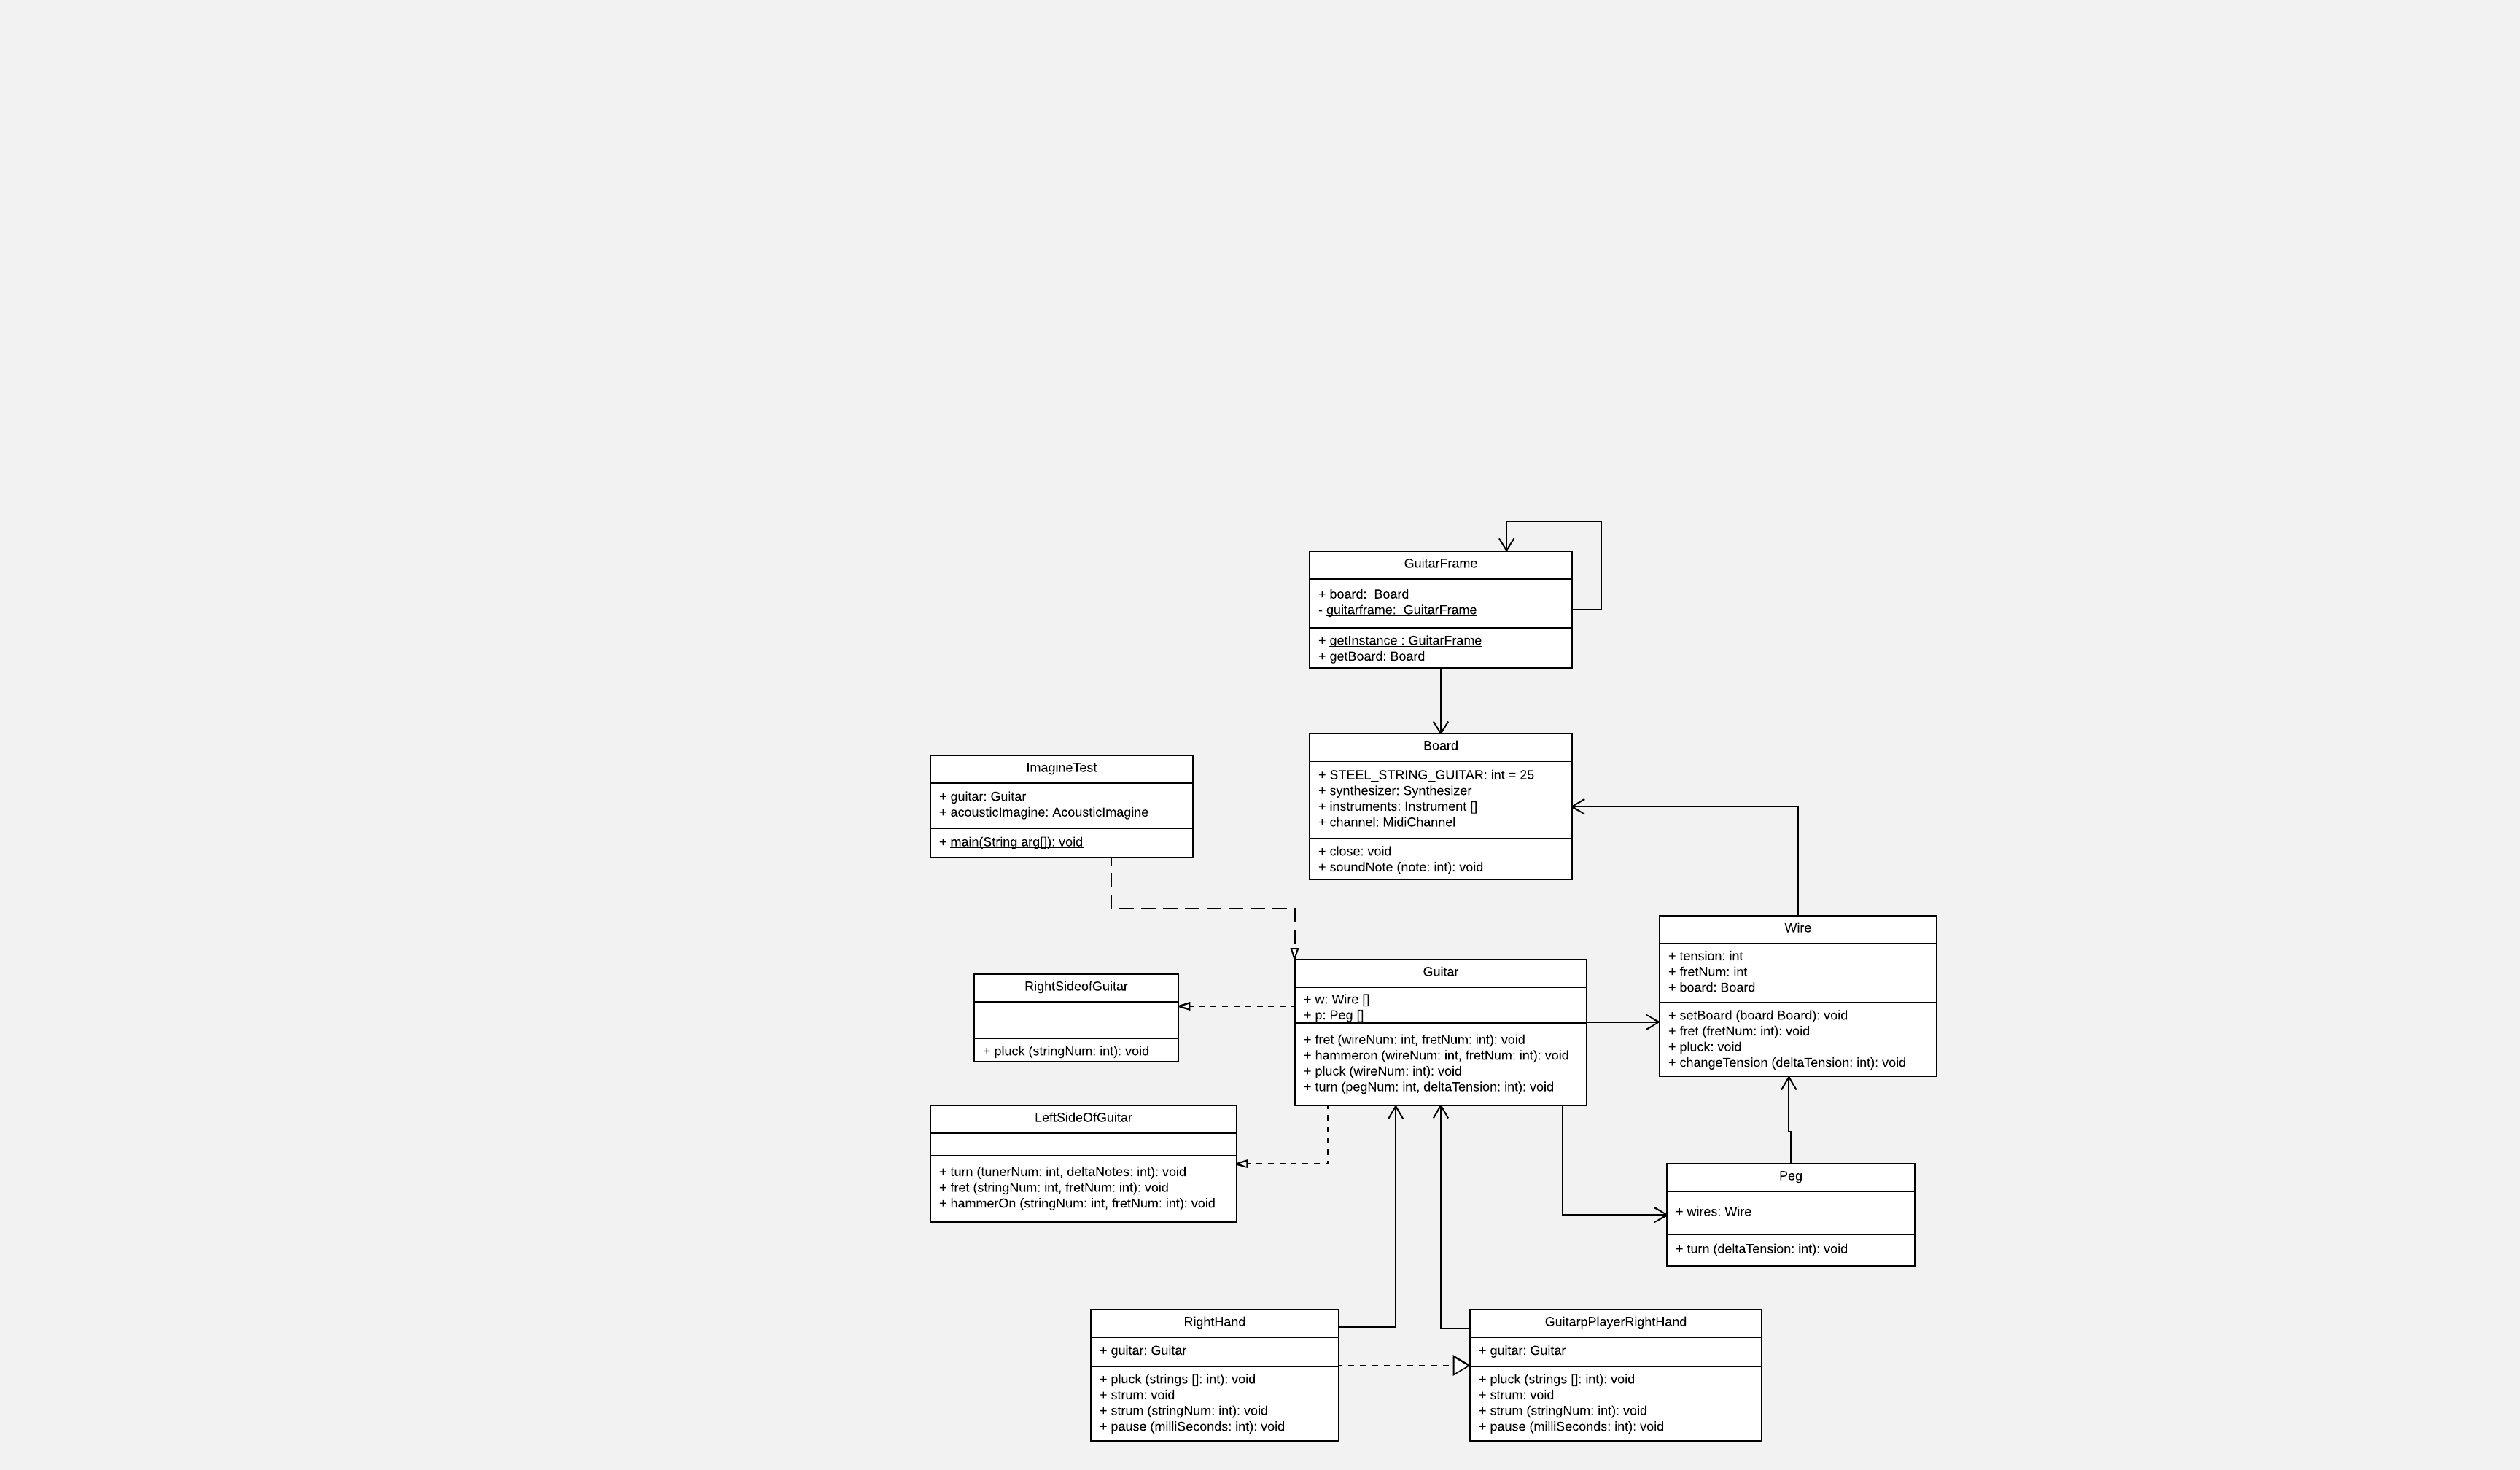 GuitarFrame
+ board:  Board
- guitarframe:  GuitarFrame
+ getInstance : GuitarFrame
+ getBoard: Board
Board
+ STEEL_STRING_GUITAR: int = 25
+ synthesizer: Synthesizer
+ instruments: Instrument []
+ channel: MidiChannel
+ close: void
+ soundNote (note: int): void
ImagineTest
+ guitar: Guitar
+ acousticImagine: AcousticImagine
+ main(String arg[]): void
Wire
+ tension: int
+ fretNum: int
+ board: Board
+ setBoard (board Board): void
+ fret (fretNum: int): void
+ pluck: void
+ changeTension (deltaTension: int): void
Guitar
+ w: Wire []
+ p: Peg []
+ fret (wireNum: int, fretNum: int): void
+ hammeron (wireNum: int, fretNum: int): void
+ pluck (wireNum: int): void
+ turn (pegNum: int, deltaTension: int): void
RightSideofGuitar
+ pluck (stringNum: int): void
LeftSideOfGuitar
+ turn (tunerNum: int, deltaNotes: int): void
+ fret (stringNum: int, fretNum: int): void
+ hammerOn (stringNum: int, fretNum: int): void
Peg
+ wires: Wire
+ turn (deltaTension: int): void
RightHand
+ guitar: Guitar
+ pluck (strings []: int): void
+ strum: void
+ strum (stringNum: int): void
+ pause (milliSeconds: int): void
GuitarpPlayerRightHand
+ guitar: Guitar
+ pluck (strings []: int): void
+ strum: void
+ strum (stringNum: int): void
+ pause (milliSeconds: int): void